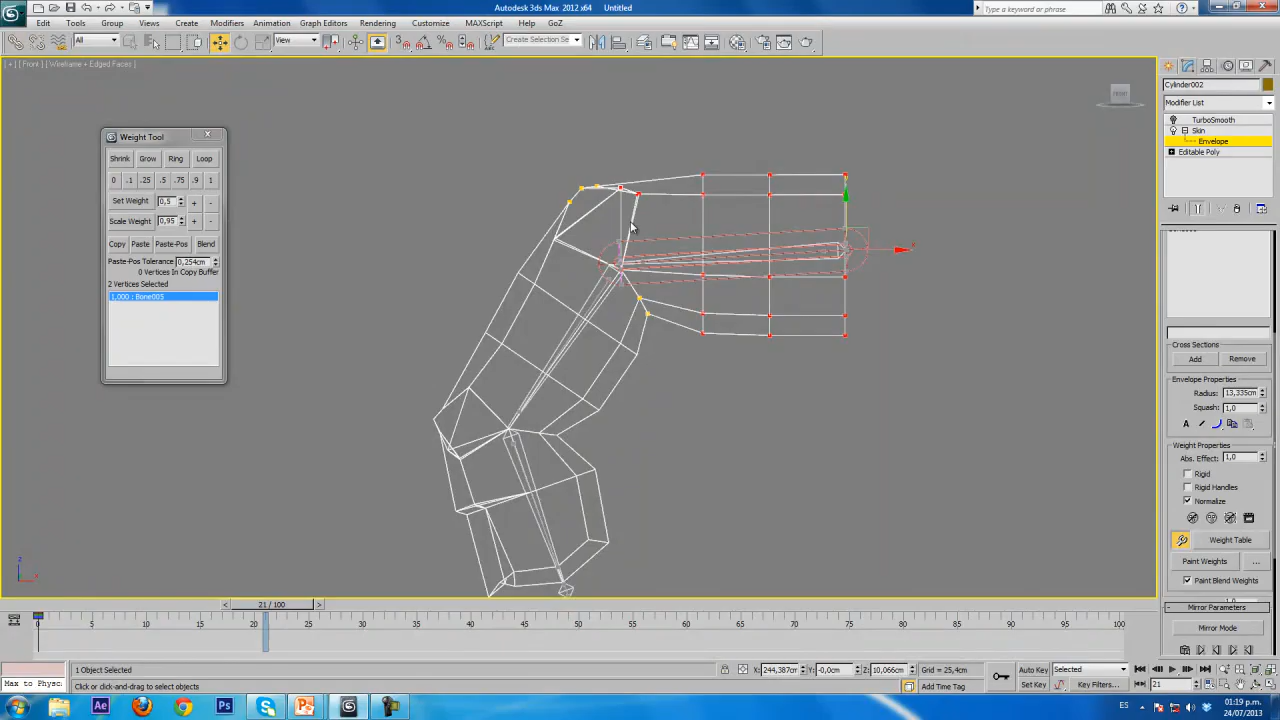 Autodesk 3ds Max 2012 x64 Untitled
Type a keyword or phrase
Edit Tools Group Views Create Modifiers Animation Graph Editors Rendering Customize MAXScript Help GoZ
All View Create Selection Se
[ + ] [ Front ] [ Wireframe + Edged Faces ]
FRONT
Weight Tool
Shrink Grow Ring Loop
0 .1 .25 .5 .75 .9 1
Set Weight 0,5 + -
Scale Weight 0,95 + -
Copy Paste Paste-Pos Blend
Paste-Pos Tolerance 0,254cm
0 Vertices In Copy Buffer
2 Vertices Selected
1,000 : Bone005
x
z
x
Cylinder002
Modifier List
TurboSmooth
Skin
Envelope
Editable Poly
Cross Sections
Add Remove
Envelope Properties
Radius: 13,335cm
Squash: 1,0
Weight Properties
Abs. Effect: 1,0
Rigid
Rigid Handles
Normalize
Weight Table
Paint Weights ...
Paint Blend Weights
- Mirror Parameters
Mirror Mode
< 21 / 100 >
0 5 10 15 20 25 30 35 40 45 50 55 60 65 70 75 80 85 90 95 100
1 Object Selected X: 244,387cm Y: -0,0cm Z: 10,066cm Grid = 25,4cm Auto Key Selected
Max to Physc Click or click-and-drag to select objects Add Time Tag Set Key Key Filters... 21
ES 01:19 p.m.
24/07/2013